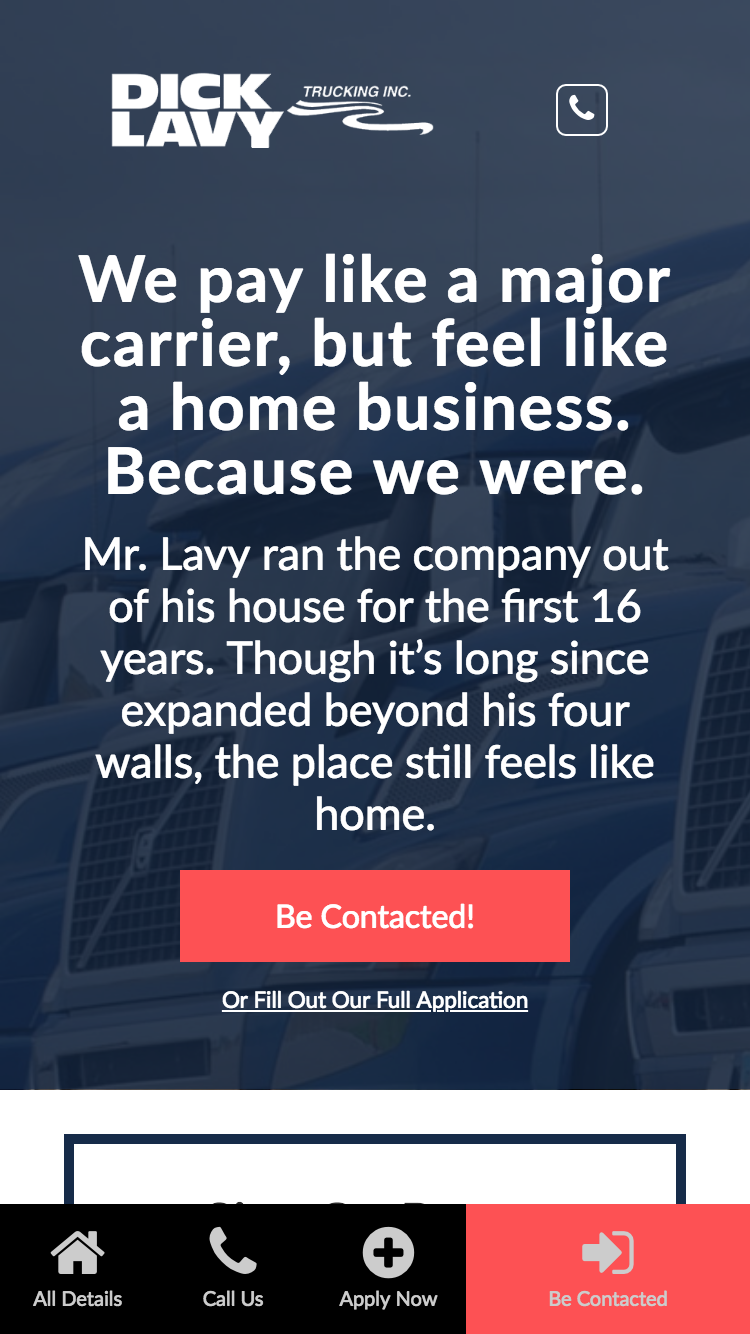 DICK
LAVY
TRUCKING INC.
We pay like a major
carrier, but feel like
a home business.
Because we were.
Mr. Lavy ran the company out
of his house for the first 16
years. Though it’s long since
expanded beyond his four
walls, the place still feels like
home.
Be Contacted!
Or Fill Out Our Full Application
All Details
Call Us
Apply Now
Be Contacted